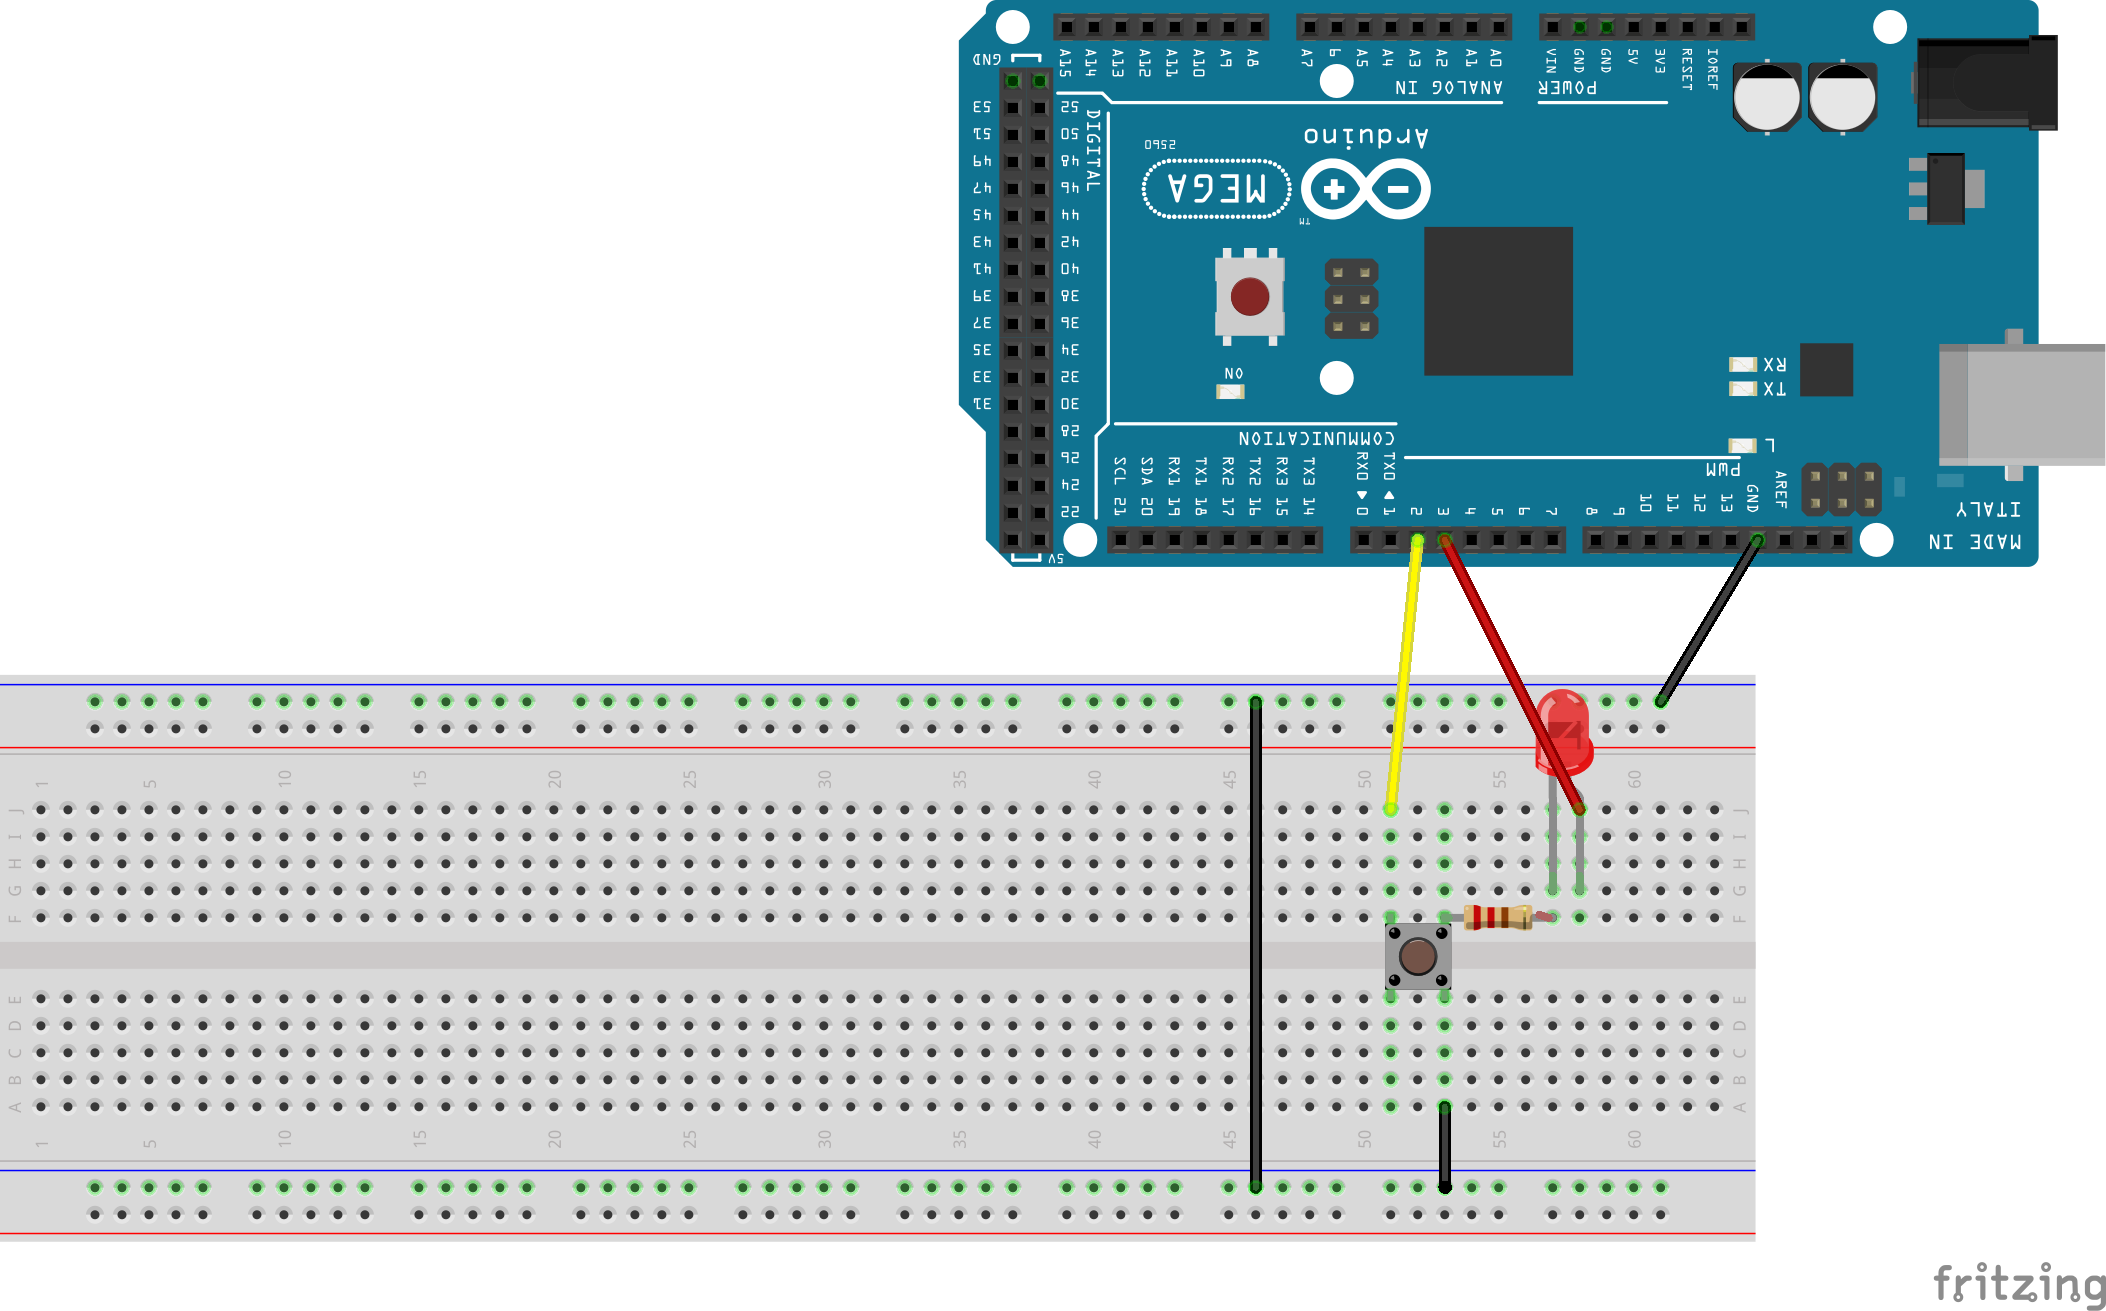 A15 A14 A13 A12 A11 A10 A9 A8 A7 6 A5 A4 A3 A2 A1 A0 VIN GND GND 5V 3V3 RESET IOREF
GND
ANALOG IN
POWER
53 52
51 50
49 48
47 46
45 44
43 42
41 40
39 38
37 36
35 34
33 32
31 30
28
26
24
22
5V
DIGITAL
2560
Arduino
MEGA
TM
ON
RX
TX
L
COMMUNICATION
PWM
SCL 21 SDA 20 RX1 19 TX1 18 RX2 17 TX2 16 RX3 15 TX3 14 RX0 0 TX0 1 2 3 4 5 6 7 8 9 10 11 12 13 GND AREF
MADE IN
ITALY
1 5 10 15 20 25 30 35 40 45 50 55 60
J J
I I
H H
G G
F F
E E
D D
C C
B B
A A
1 5 10 15 20 25 30 35 40 45 50 55 60
fritzing